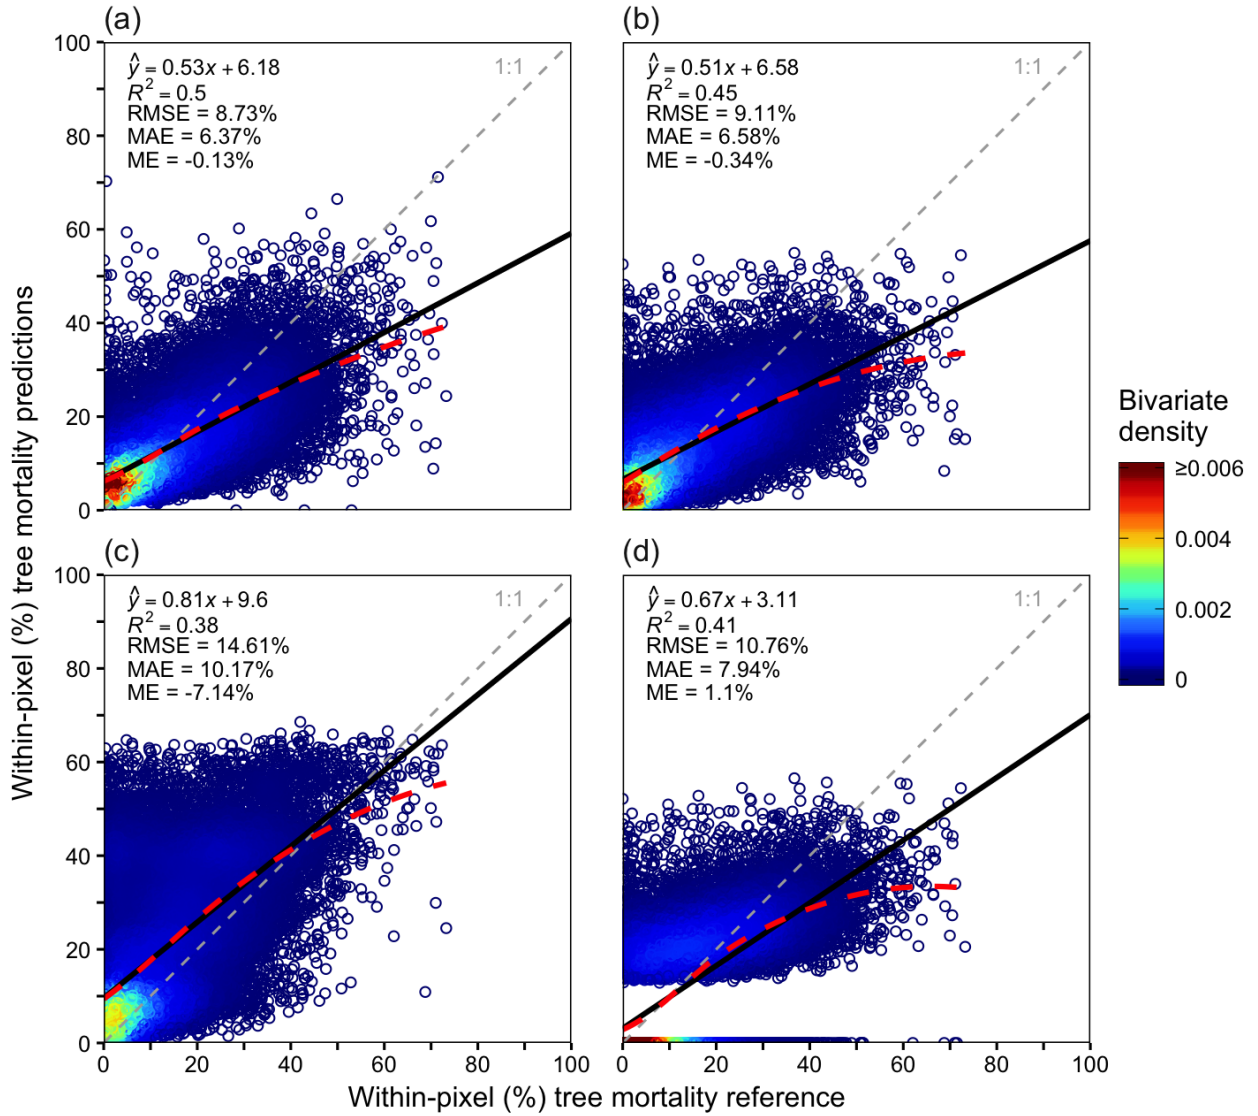 (a)
ŷ = 0.53x + 6.18
R² = 0.5
RMSE = 8.73%
MAE = 6.37%
ME = -0.13%
1:1
100
80
60
40
20
0
(b)
ŷ = 0.51x + 6.58
R² = 0.45
RMSE = 9.11%
MAE = 6.58%
ME = -0.34%
1:1
(c)
ŷ = 0.81x + 9.6
R² = 0.38
RMSE = 14.61%
MAE = 10.17%
ME = -7.14%
1:1
100
80
60
40
20
0
0 20 40 60 80 100
(d)
ŷ = 0.67x + 3.11
R² = 0.41
RMSE = 10.76%
MAE = 7.94%
ME = 1.1%
1:1
0 20 40 60 80 100
Within-pixel (%) tree mortality predictions
Within-pixel (%) tree mortality reference
Bivariate
density
≥0.006
0.004
0.002
0